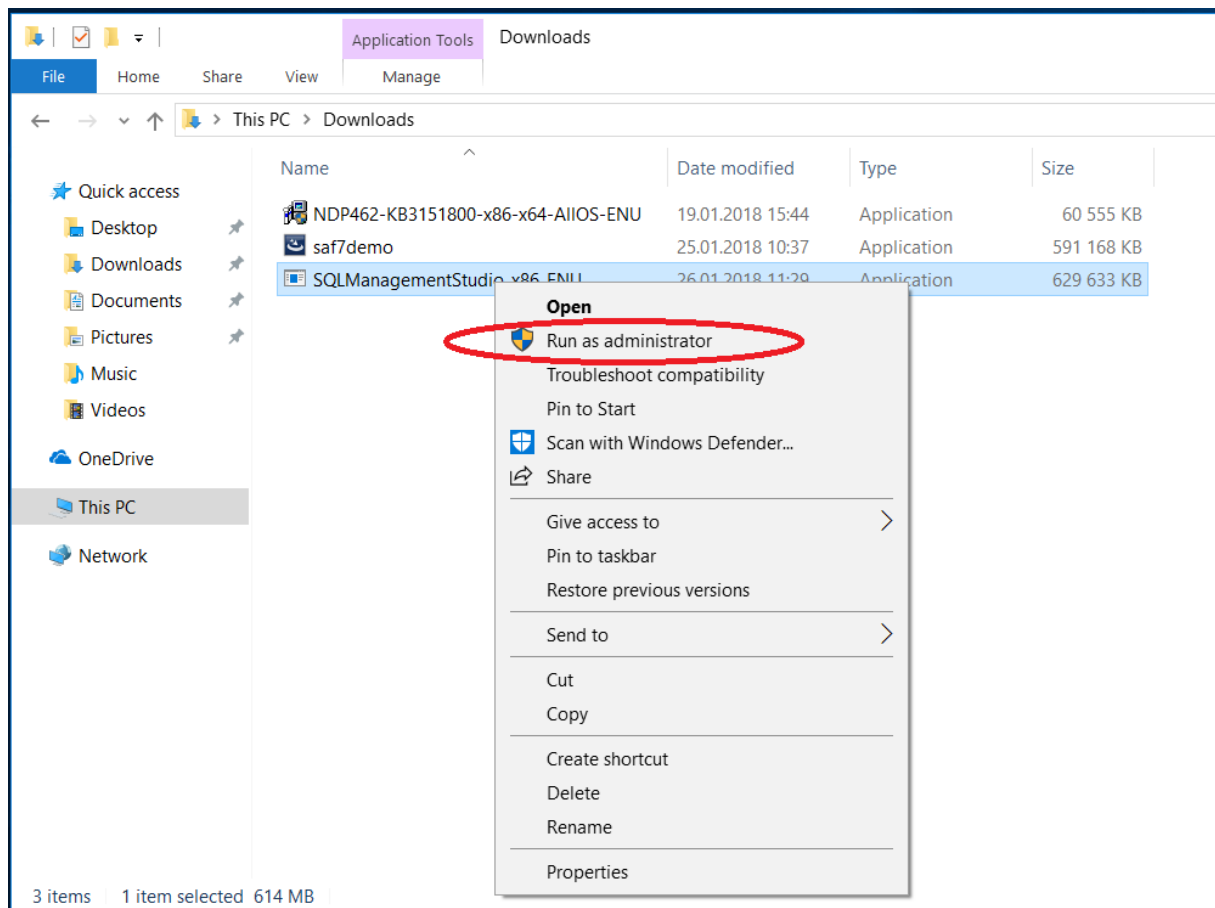 Application Tools Downloads
File Home Share View Manage
This PC > Downloads
Name Date modified Type Size
Quick access
NDP462-KB3151800-x86-x64-AllOS-ENU 19.01.2018 15:44 Application 60 555 KB
Desktop
saf7demo 25.01.2018 10:37 Application 591 168 KB
Downloads
SQLManagementStudio_x86_ENU 26.01.2018 11:29 Application 629 633 KB
Documents
Pictures
Music
Videos
OneDrive
This PC
Network
Open
Run as administrator
Troubleshoot compatibility
Pin to Start
Scan with Windows Defender...
Share
Give access to
Pin to taskbar
Restore previous versions
Send to
Cut
Copy
Create shortcut
Delete
Rename
Properties
3 items 1 item selected 614 MB